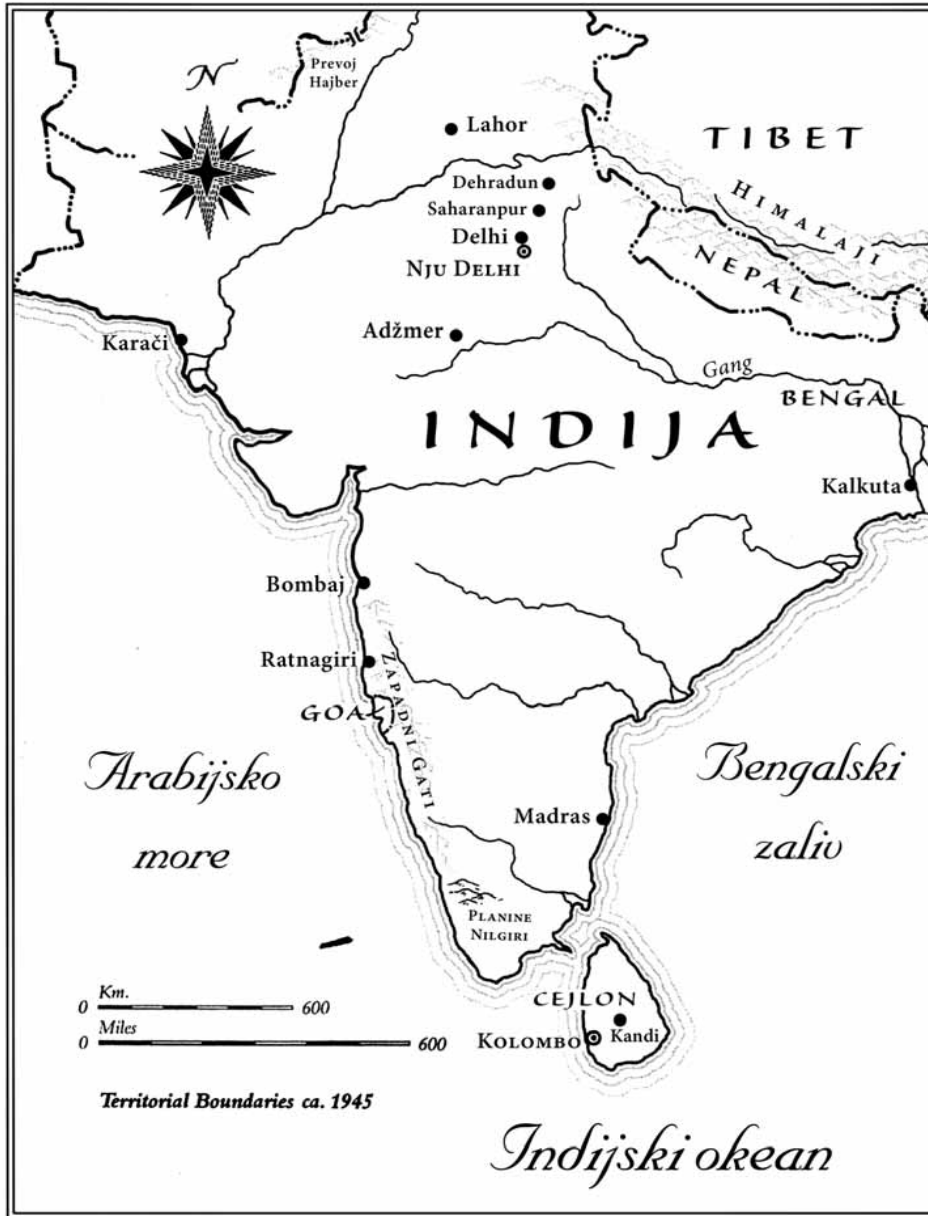 N
Prevoj
Hajber
Lahor
TIBET
Dehradun
HIMALAJI
Saharanpur
Delhi
NJU DELHI
NEPAL
Karači
Adžmer
Gang
BENGAL
INDIJA
Kalkuta
Bombaj
Ratnagiri
ZAPADNI GATI
GOA
Arabijsko
more
Bengalski
zaliv
Madras
PLANINE
NILGIRI
CEJLON
Kandi
KOLOMBO
Km.
0 600
Miles
0 600
Territorial Boundaries ca. 1945
Indijski okean